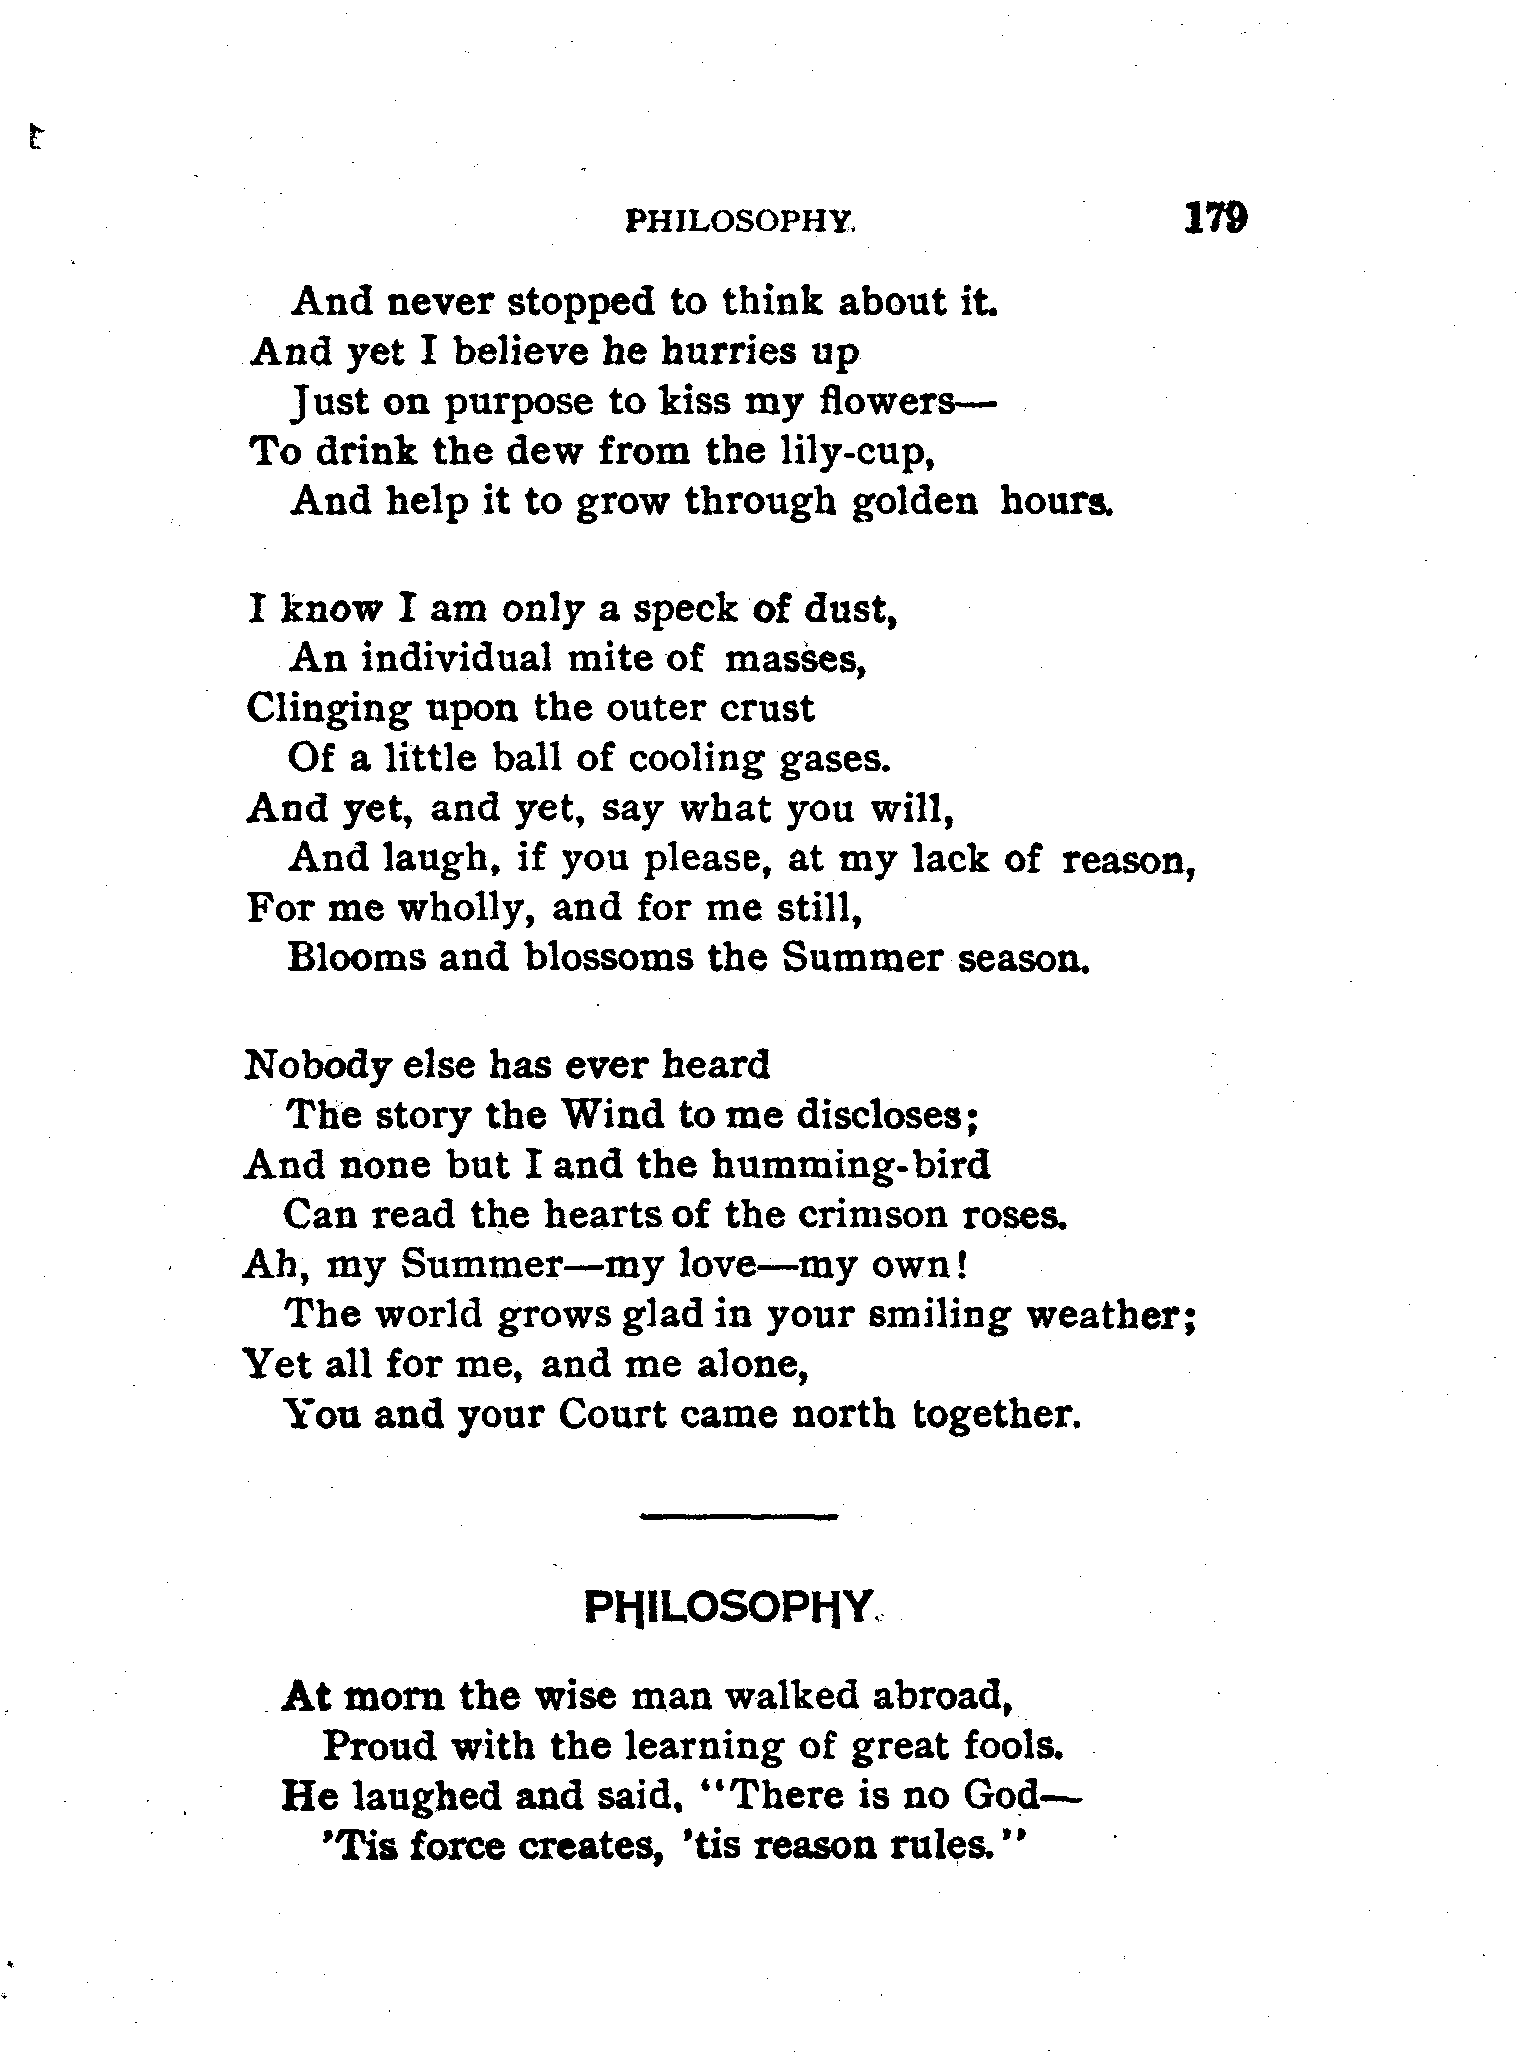 PHILOSOPHY. 179
And never stopped to think about it.
And yet I believe he hurries up
Just on purpose to kiss my flowers—
To drink the dew from the lily-cup,
And help it to grow through golden hours.
I know I am only a speck of dust,
An individual mite of masses,
Clinging upon the outer crust
Of a little ball of cooling gases.
And yet, and yet, say what you will,
And laugh, if you please, at my lack of reason,
For me wholly, and for me still,
Blooms and blossoms the Summer season.
Nobody else has ever heard
The story the Wind to me discloses;
And none but I and the humming-bird
Can read the hearts of the crimson roses.
Ah, my Summer—my love—my own!
The world grows glad in your smiling weather;
Yet all for me, and me alone,
You and your Court came north together.
PHILOSOPHY.
At morn the wise man walked abroad,
Proud with the learning of great fools.
He laughed and said, "There is no God—
'Tis force creates, 'tis reason rules."